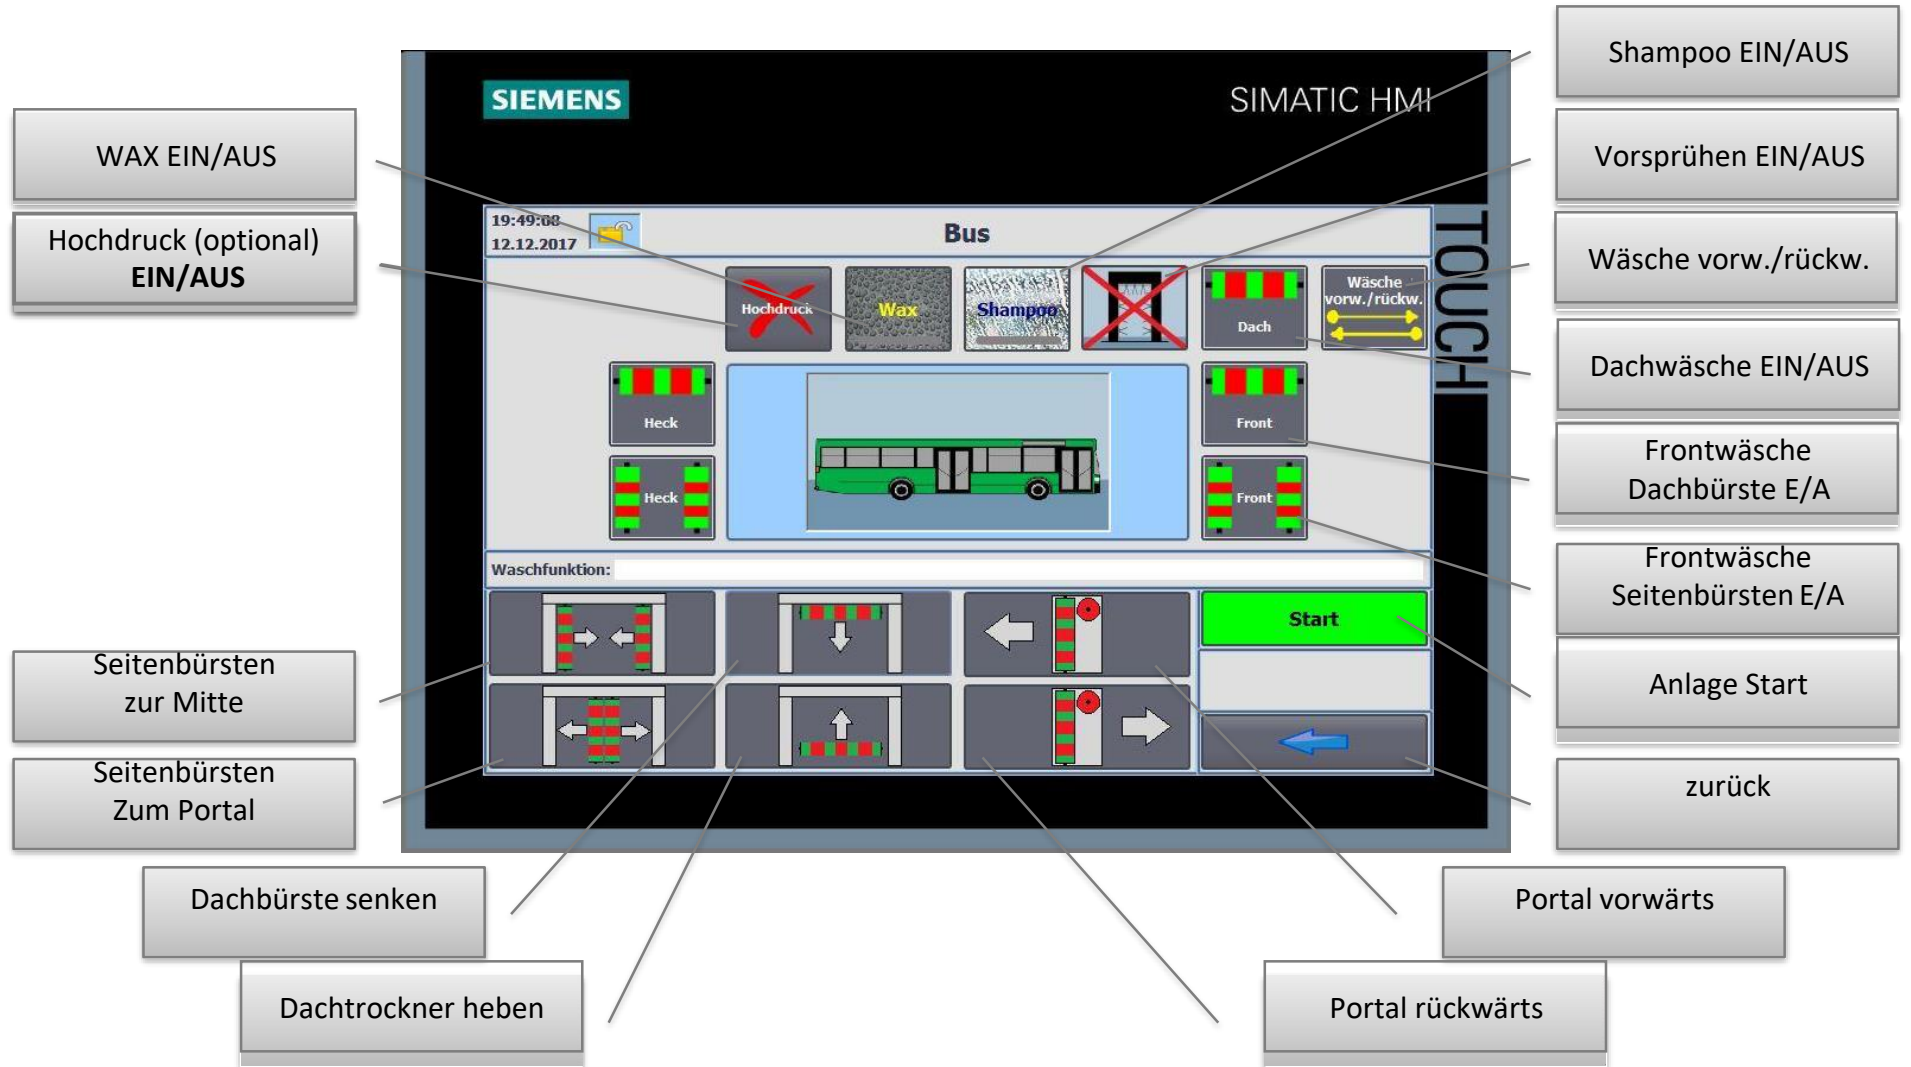 Shampoo EIN/AUS
SIEMENS
SIMATIC HMI
WAX EIN/AUS
Vorsprühen EIN/AUS
Hochdruck (optional)
EIN/AUS
19:49:08
12.12.2017
Bus
TOUCH
Wäsche vorw./rückw.
Hochdruck
Wax
Shampoo
Dach
Wäsche
vorw./rückw.
Dachwäsche EIN/AUS
Heck
Front
Frontwäsche
Dachbürste E/A
Heck
Front
Frontwäsche
Seitenbürsten E/A
Waschfunktion:
Start
Seitenbürsten
zur Mitte
Anlage Start
Seitenbürsten
Zum Portal
zurück
Dachbürste senken
Portal vorwärts
Dachtrockner heben
Portal rückwärts